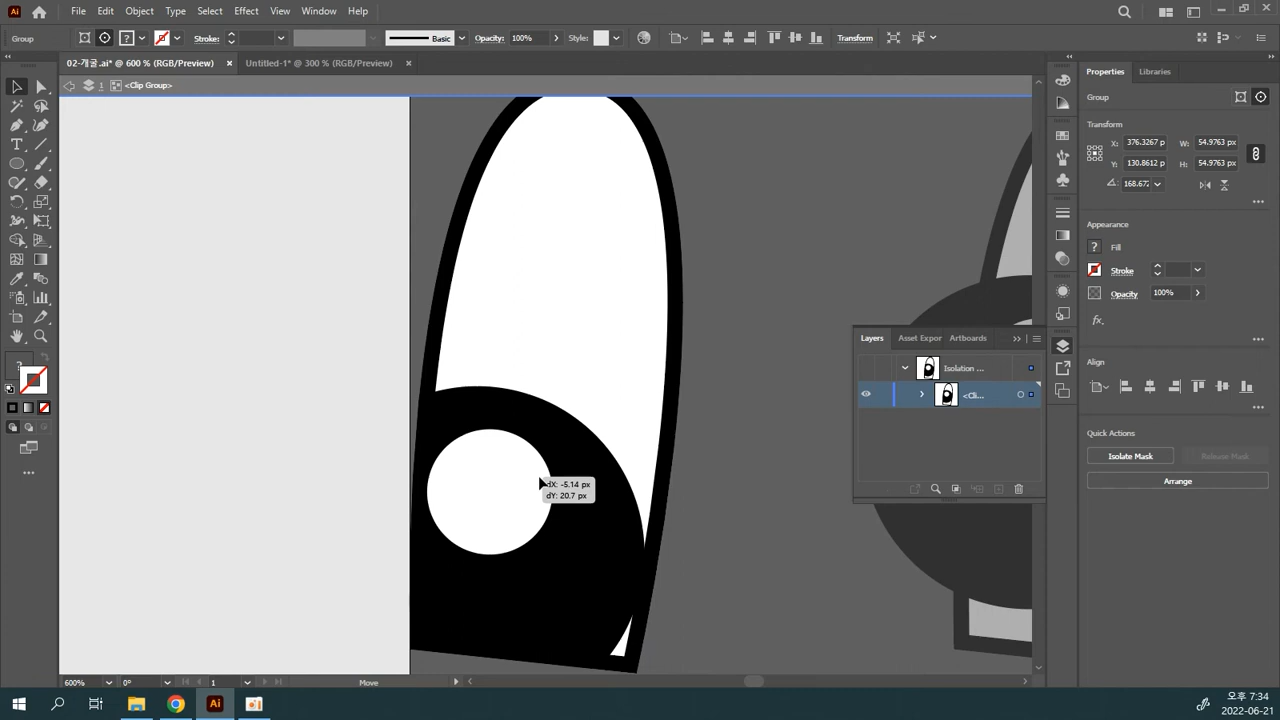 Ai File Edit Object Type Select Effect View Window Help
Group Stroke: Basic Opacity: 100% Style: Transform
02-개굴.ai* @ 600 % (RGB/Preview) × Untitled-1* @ 300 % (RGB/Preview) ×
1 <Clip Group>
Properties Libraries
Group
Transform
X: 376.3267 p W: 54.9763 px
Y: 130.8612 p H: 54.9763 px
168.672
Appearance
Fill
Stroke
Opacity 100%
fx.
Align
Quick Actions
Isolate Mask Release Mask
Arrange
Layers Asset Expor Artboards
Isolation ...
<Cli...
dX: -5.14 px
dY: 20.7 px
600% 0° 1 Move
Ai
오후 7:34
2022-06-21